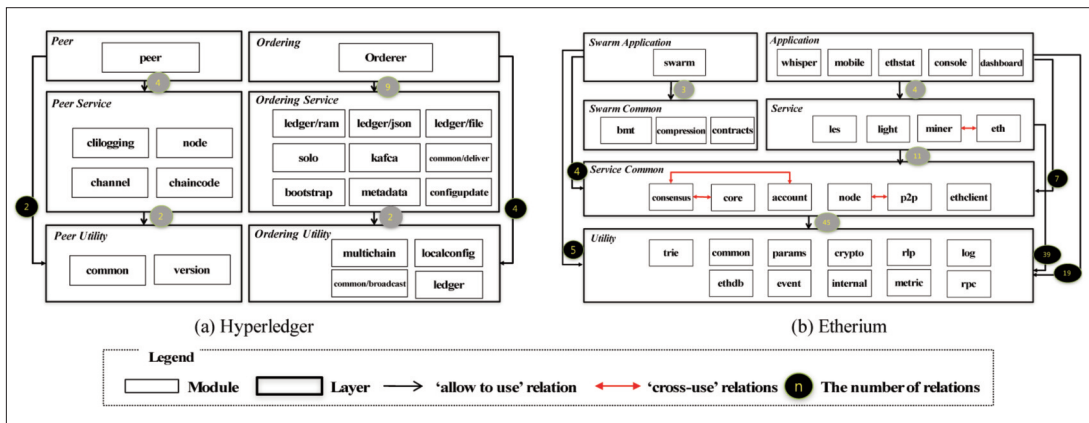 Peer
peer
4
Peer Service
clilogging
node
channel
chaincode
2
2
Peer Utility
common
version
Ordering
Orderer
9
Ordering Service
ledger/ram
ledger/json
ledger/file
solo
kafca
common/deliver
bootstrap
metadata
configupdate
2
4
Ordering Utility
multichain
localconfig
common/broadcast
ledger
(a) Hyperledger
Swarm Application
swarm
3
Swarm Common
bmt
compression
contracts
Application
whisper
mobile
ethstat
console
dashboard
4
Service
les
light
miner
eth
11
4
7
Service Common
consensus
core
account
node
p2p
ethclient
45
5
39
19
Utility
trie
common
params
crypto
rlp
log
ethdb
event
internal
metric
rpc
(b) Etherium
Legend
Module
Layer
‘allow to use’ relation
‘cross-use’ relations
n
The number of relations